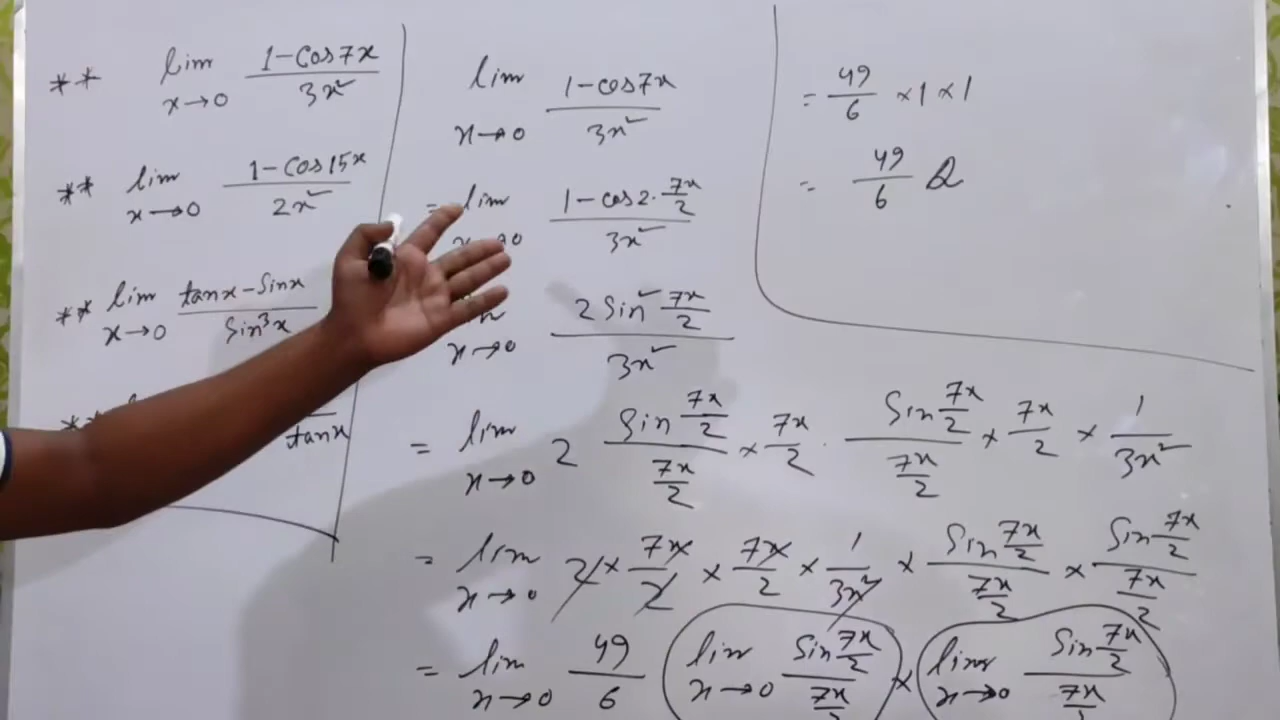 ** lim x→0 (1-cos7x)/(3x²)
** lim x→0 (1-cos15x)/(2x²)
** lim x→0 (tanx-sinx)/(sin³x)
** tanx
lim x→0 (1-cos7x)/(3x²)
= lim x→0 (1-cos2·7x/2)/(3x²)
x→0 (2sin² 7x/2)/(3x²)
= lim x→0 2 (sin 7x/2)/(7x/2) × 7x/2 · (sin 7x/2)/(7x/2) × 7x/2 × 1/(3x²)
= lim x→0 2 × 7x/2 × 7x/2 × 1/(3x²) × (sin 7x/2)/(7x/2) × (sin 7x/2)/(7x/2)
= lim x→0 49/6 lim x→0 (sin 7x/2)/(7x/2) × lim x→0 (sin 7x/2)/(7x/2)
= 49/6 × 1 × 1
= 49/6